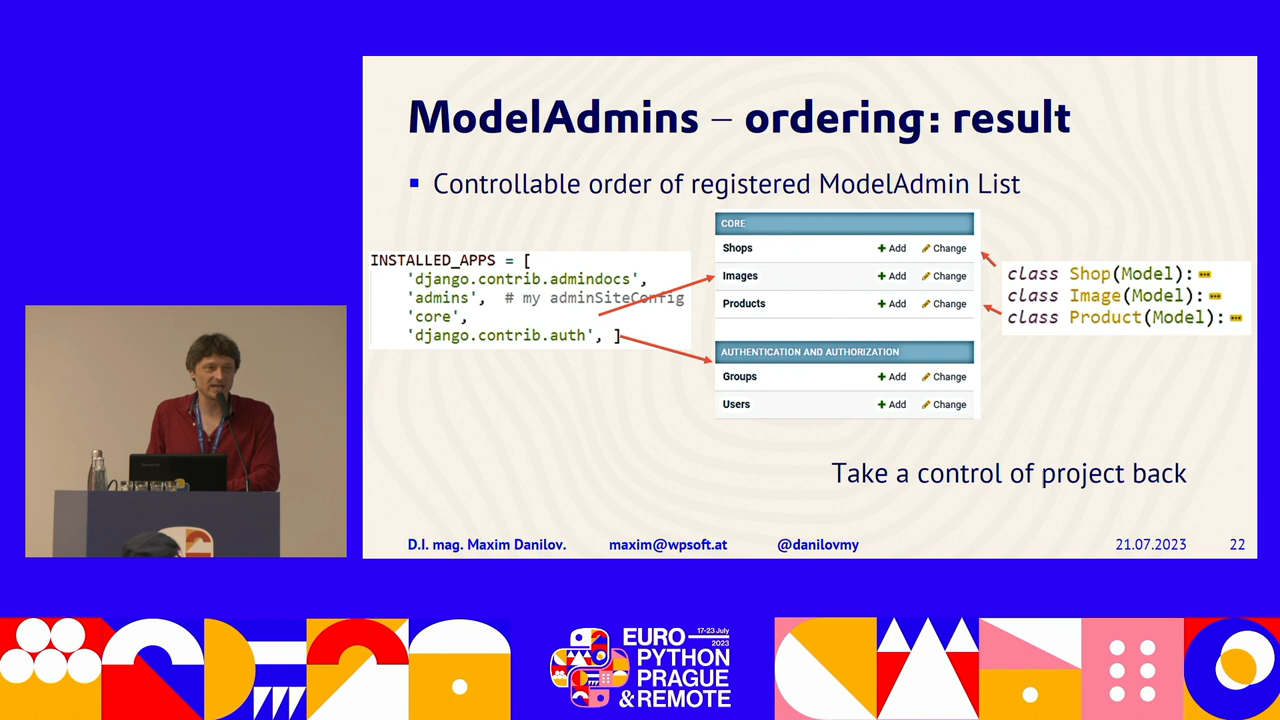 ModelAdmins – ordering: result
▪ Controllable order of registered ModelAdmin List
INSTALLED_APPS = [
'django.contrib.admindocs',
'admins', # my adminSiteConfig
'core',
'django.contrib.auth', ]
CORE
Shops Add Change
Images Add Change
Products Add Change
AUTHENTICATION AND AUTHORIZATION
Groups Add Change
Users Add Change
class Shop(Model):
class Image(Model):
class Product(Model):
Take a control of project back
D.I. mag. Maxim Danilov. maxim@wpsoft.at @danilovmy 21.07.2023 22
EURO 17-23 July 2023
PYTHON
PRAGUE
& REMOTE